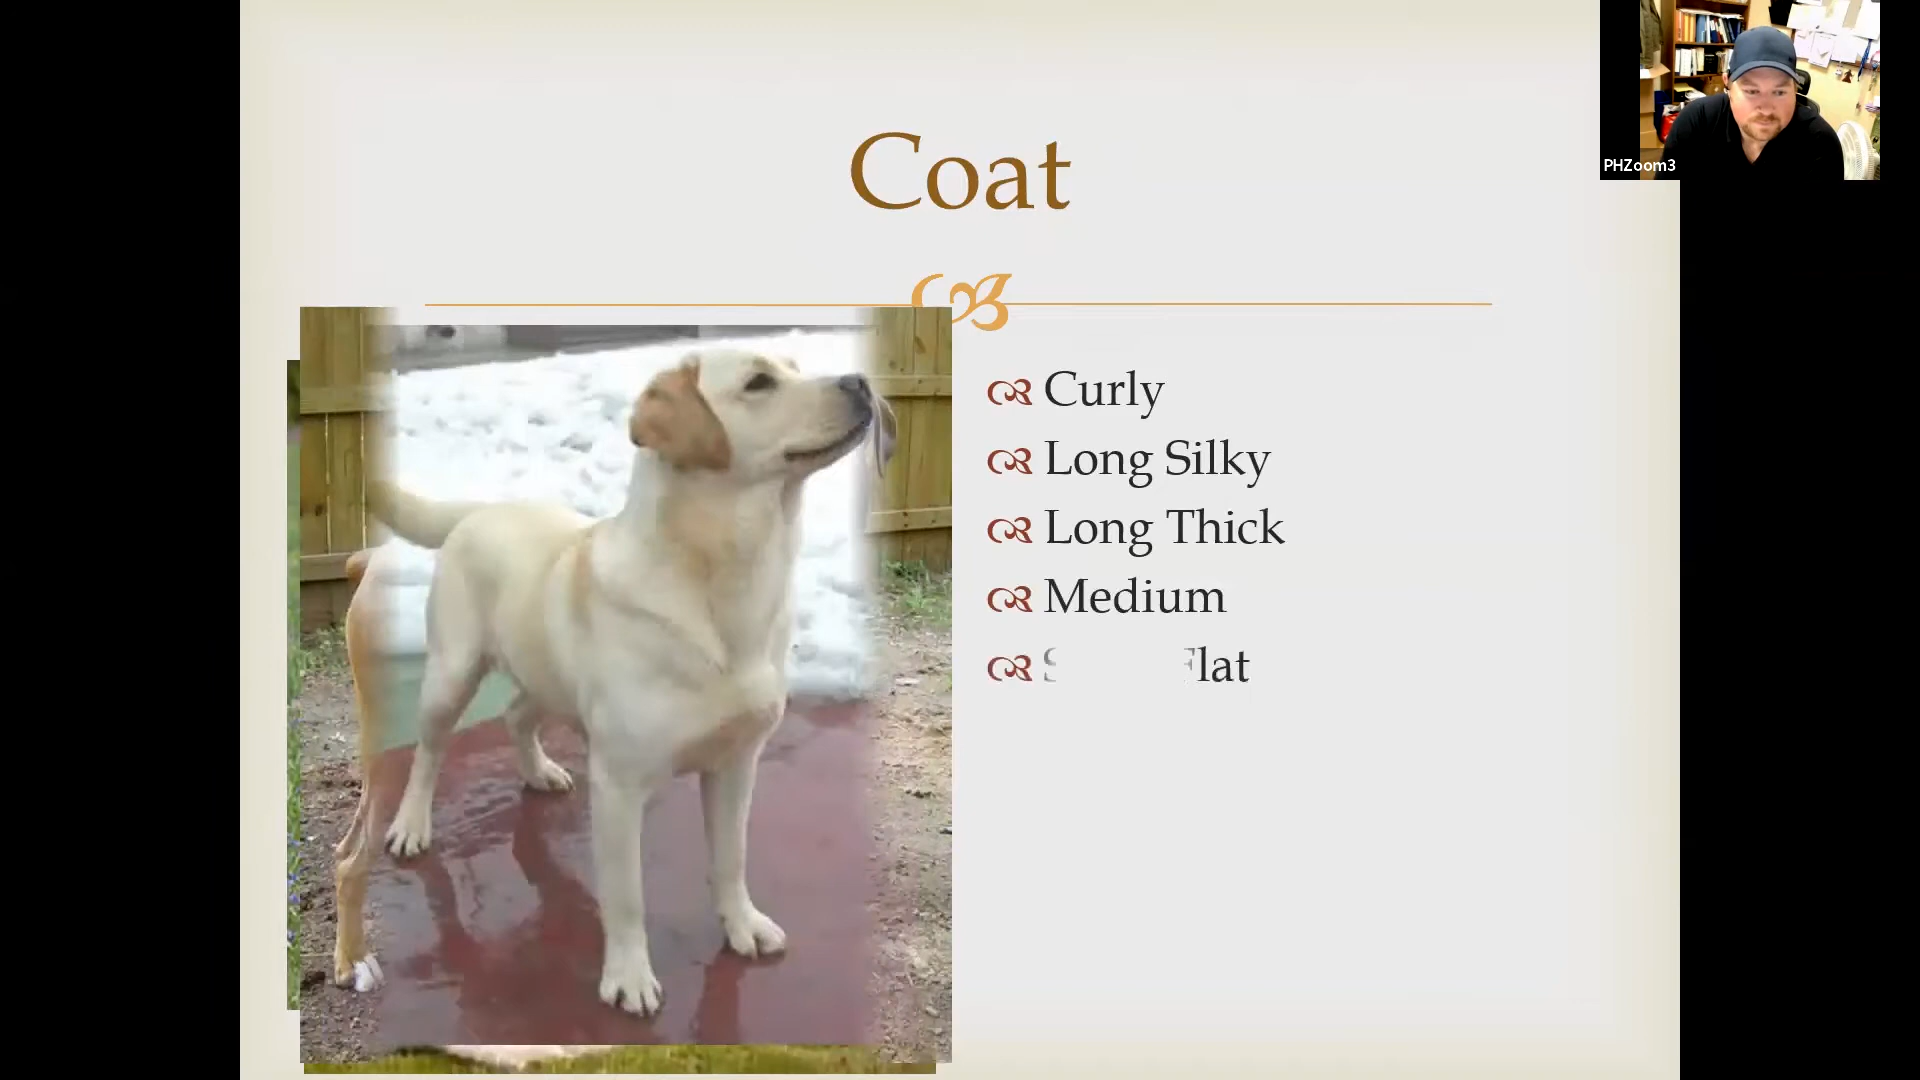 Coat
Curly
Long Silky
Long Thick
Medium
Flat
PHZoom3